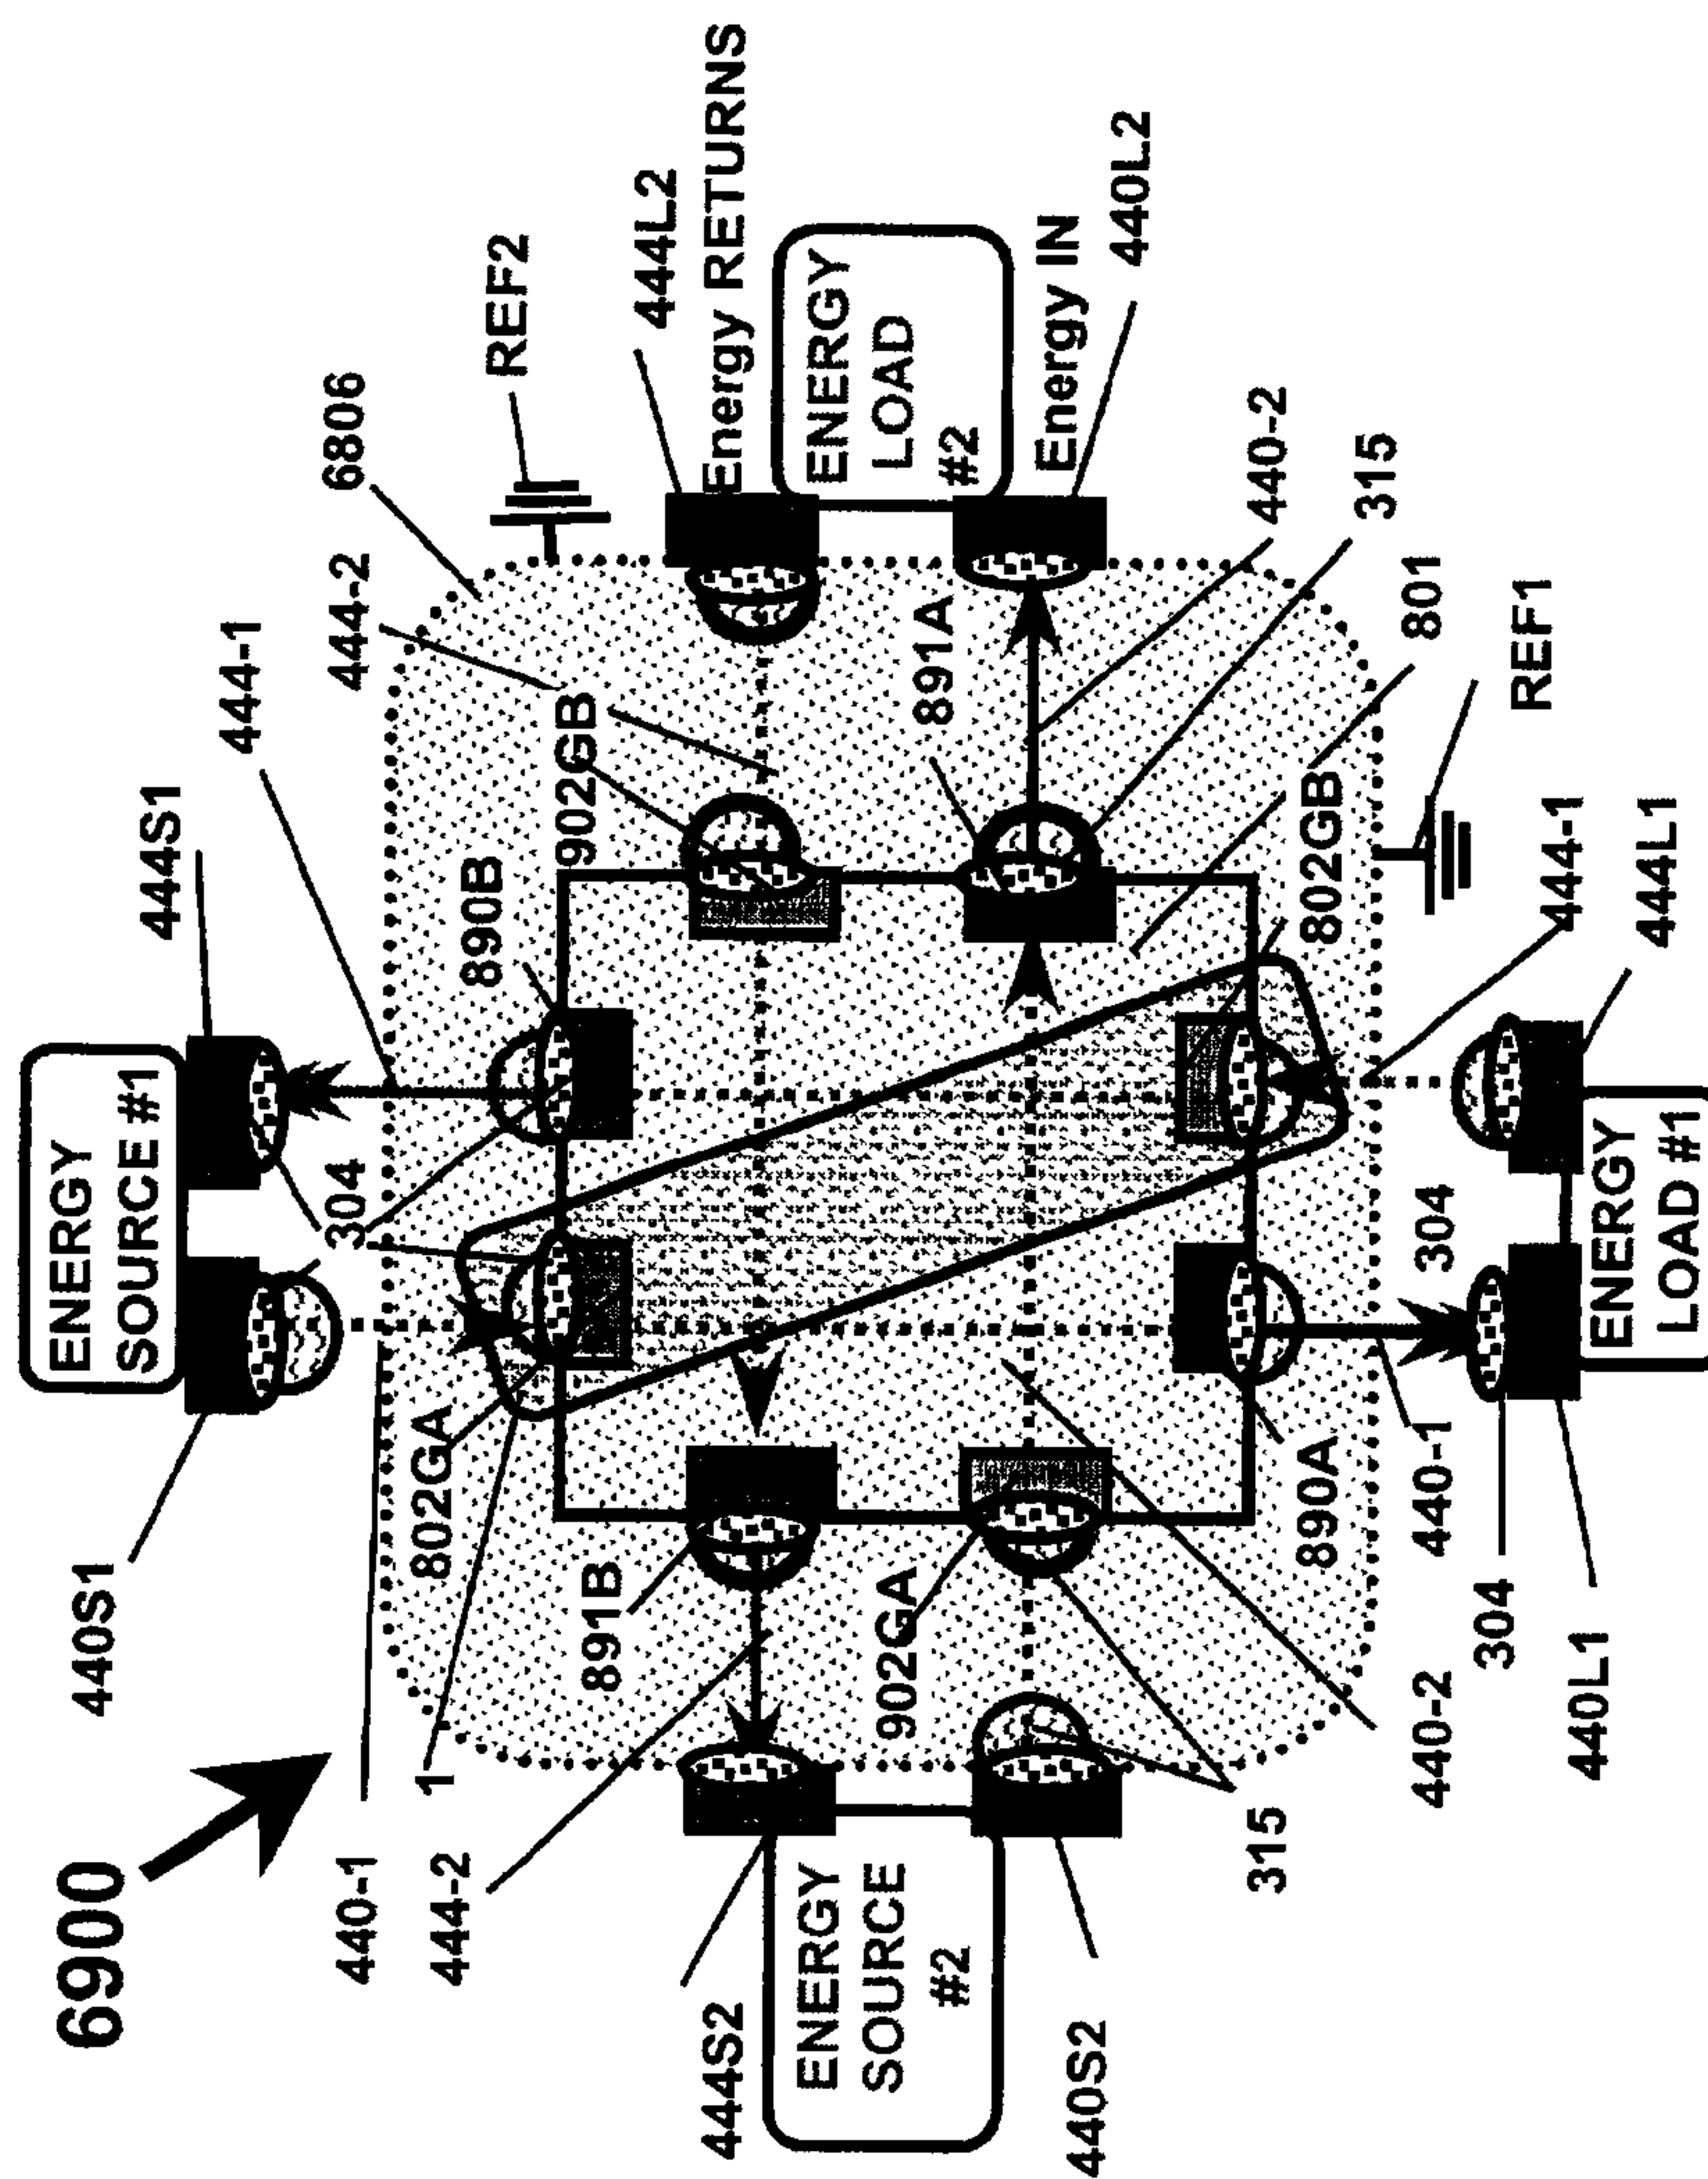 6900
440S1
ENERGY
SOURCE #1
444S1
444-1
444-2
6806
REF2
444L2
Energy RETURNS
ENERGY
LOAD
#2
Energy IN
440L2
440-2
315
801
REF1
802GB
444-1
444L1
ENERGY
LOAD #1
304
440-1
304
440L1
890A
440-2
315
440S2
ENERGY
SOURCE
#2
444S2
444-2
440-1
1
802GA
891B
902GA
304
890B
902GB
891A